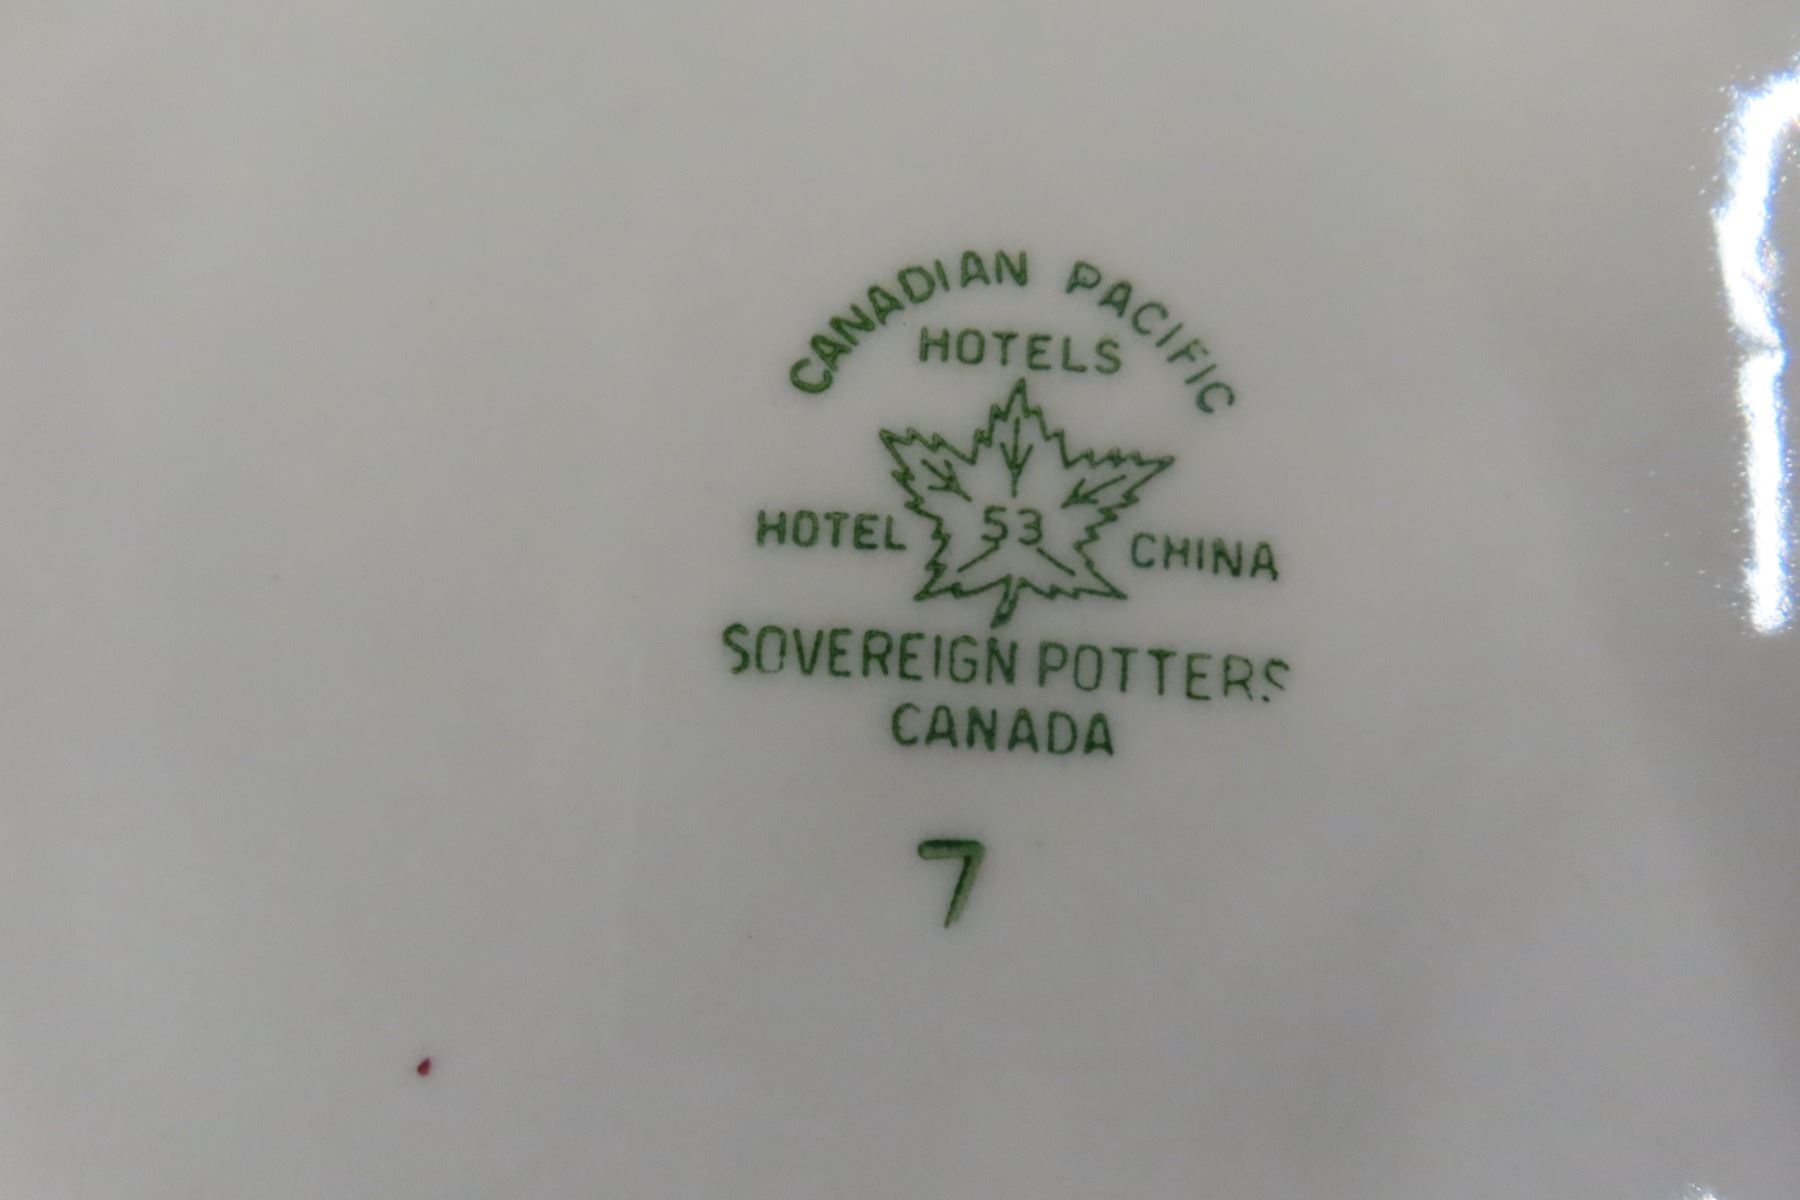 CANADIAN PACIFIC
HOTELS
HOTEL 53 CHINA
SOVEREIGN POTTERS
CANADA
7